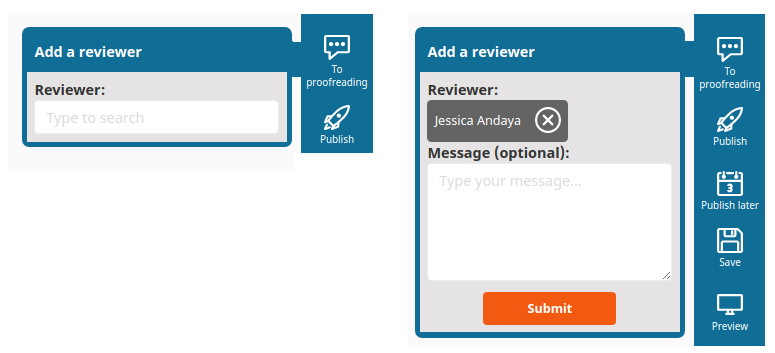 Add a reviewer
Reviewer:
Type to search
To
proofreading
Publish
Add a reviewer
Reviewer:
Jessica Andaya
Message (optional):
Type your message...
Submit
To
proofreading
Publish
3
Publish later
Save
Preview